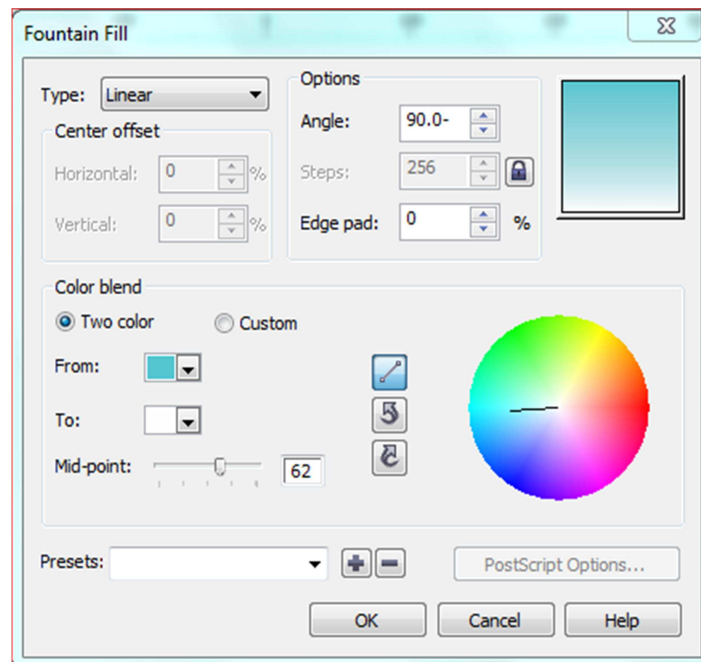 Fountain Fill
Type: Linear
Center offset
Horizontal: 0 %
Vertical: 0 %
Options
Angle: 90.0-
Steps: 256
Edge pad: 0 %
Color blend
Two color Custom
From:
To:
Mid-point: 62
Presets:
PostScript Options...
OK Cancel Help